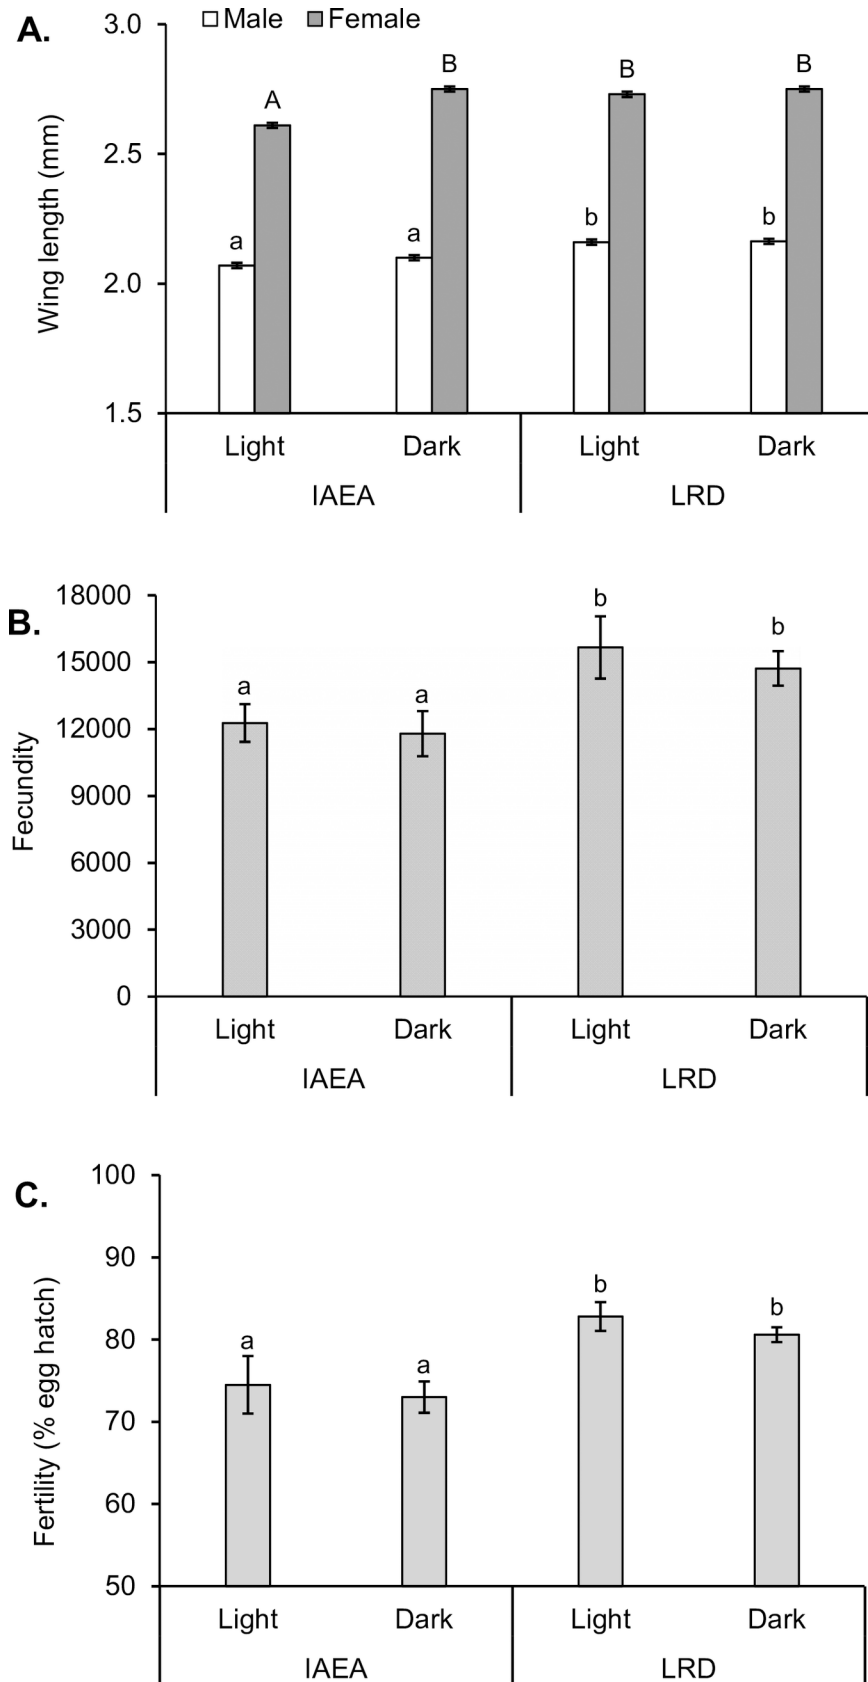 A.
Male Female
3.0
2.5
2.0
1.5
Wing length (mm)
A
B
B
B
a
a
b
b
Light Dark Light Dark
IAEA LRD
B.
18000
15000
12000
9000
6000
3000
0
Fecundity
a
a
b
b
Light Dark Light Dark
IAEA LRD
C.
100
90
80
70
60
50
Fertility (% egg hatch)
a
a
b
b
Light Dark Light Dark
IAEA LRD